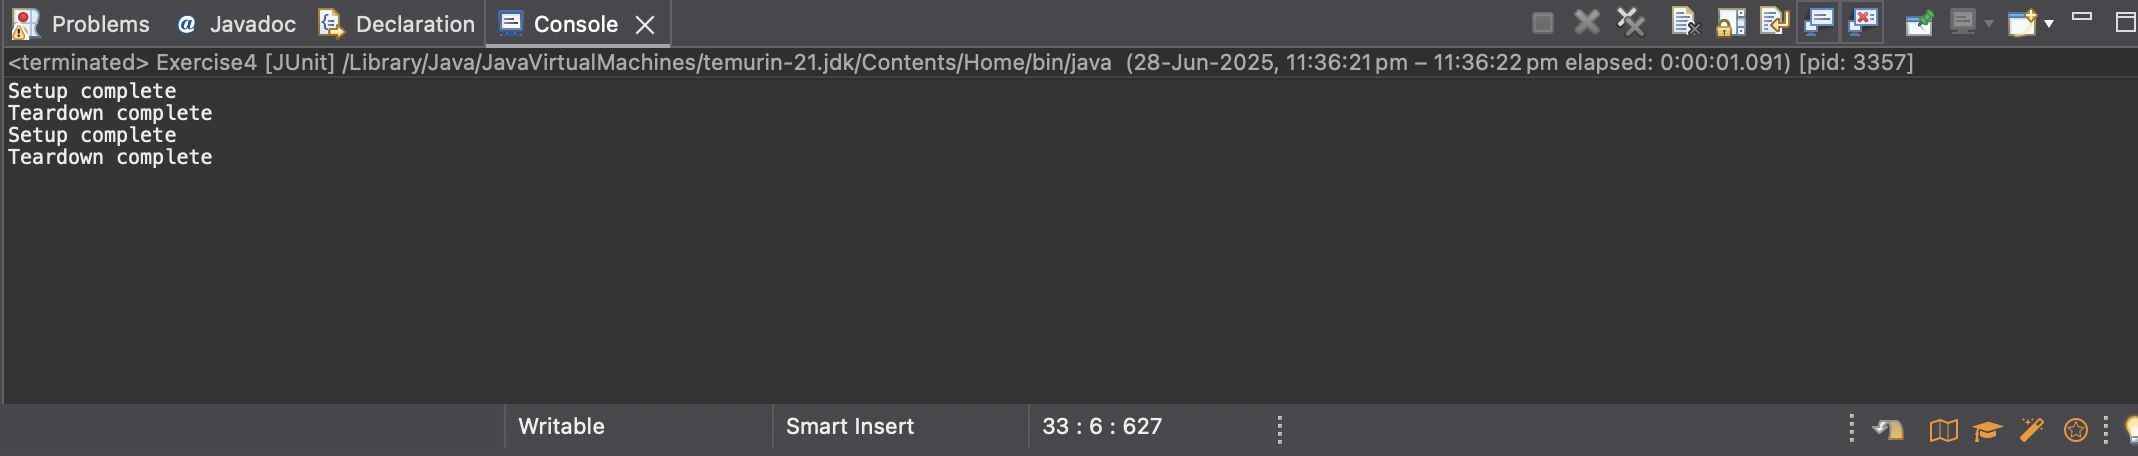 Problems @ Javadoc Declaration Console
<terminated> Exercise4 [JUnit] /Library/Java/JavaVirtualMachines/temurin-21.jdk/Contents/Home/bin/java (28-Jun-2025, 11:36:21 pm – 11:36:22 pm elapsed: 0:00:01.091) [pid: 3357]
Setup complete
Teardown complete
Setup complete
Teardown complete
Writable Smart Insert 33 : 6 : 627